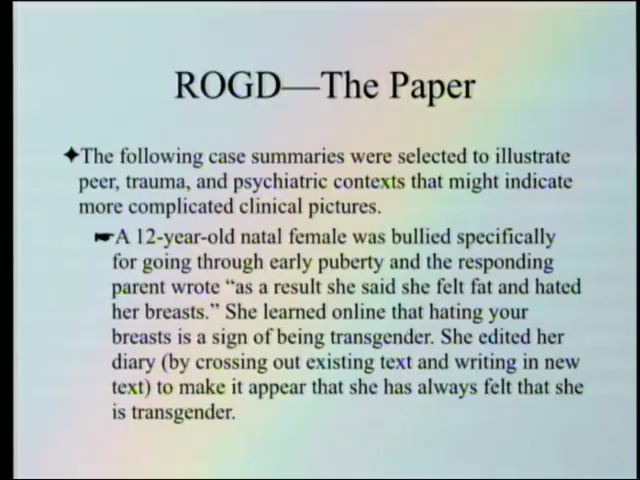 ROGD—The Paper
✦The following case summaries were selected to illustrate
peer, trauma, and psychiatric contexts that might indicate
more complicated clinical pictures.
☛A 12-year-old natal female was bullied specifically
for going through early puberty and the responding
parent wrote “as a result she said she felt fat and hated
her breasts.” She learned online that hating your
breasts is a sign of being transgender. She edited her
diary (by crossing out existing text and writing in new
text) to make it appear that she has always felt that she
is transgender.